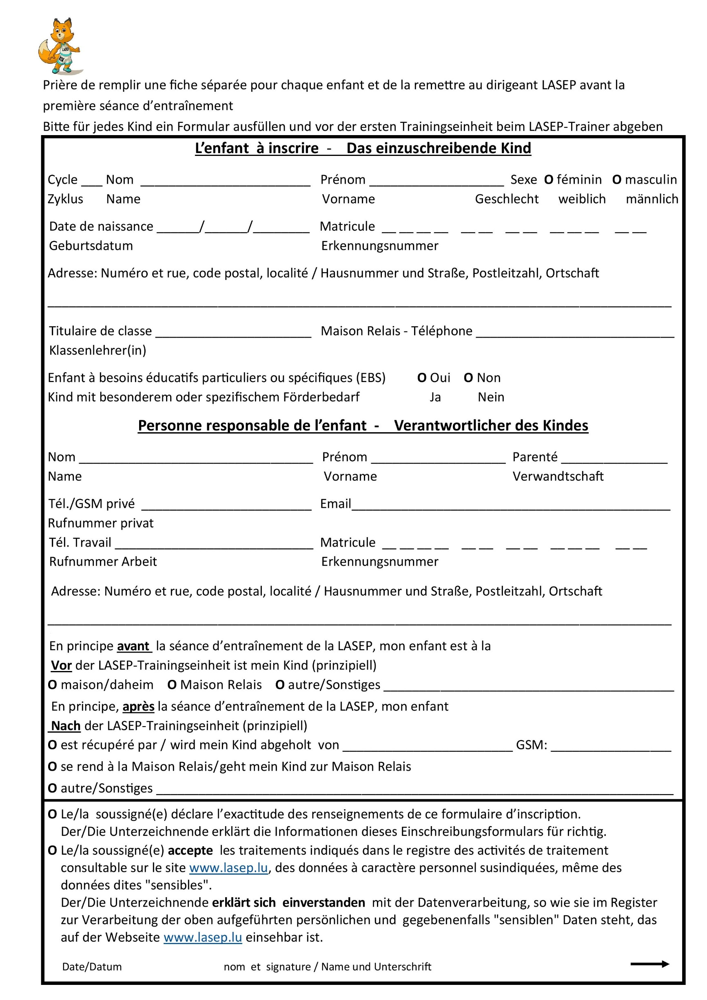 LASEP
Prière de remplir une fiche séparée pour chaque enfant et de la remettre au dirigeant LASEP avant la
première séance d’entraînement
Bitte für jedes Kind ein Formular ausfüllen und vor der ersten Trainingseinheit beim LASEP-Trainer abgeben
L’enfant à inscrire - Das einzuschreibende Kind
Cycle ___ Nom ________________________ Prénom ___________________ Sexe O féminin O masculin
Zyklus Name Vorname Geschlecht weiblich männlich
Date de naissance ______/______/________ Matricule __ __ __ __ __ __ __ __ __ __ __ __ __
Geburtsdatum Erkennungsnummer
Adresse: Numéro et rue, code postal, localité / Hausnummer und Straße, Postleitzahl, Ortschaft
________________________________________________________________________________________
Titulaire de classe ______________________ Maison Relais - Téléphone ____________________________
Klassenlehrer(in)
Enfant à besoins éducatifs particuliers ou spécifiques (EBS) O Oui O Non
Kind mit besonderem oder spezifischem Förderbedarf Ja Nein
Personne responsable de l’enfant - Verantwortlicher des Kindes
Nom ___________________________________ Prénom ___________________ Parenté _______________
Name Vorname Verwandtschaft
Tél./GSM privé ________________________ Email_____________________________________________
Rufnummer privat
Tél. Travail ____________________________ Matricule __ __ __ __ __ __ __ __ __ __ __ __ __
Rufnummer Arbeit Erkennungsnummer
Adresse: Numéro et rue, code postal, localité / Hausnummer und Straße, Postleitzahl, Ortschaft
________________________________________________________________________________________
En principe avant la séance d’entraînement de la LASEP, mon enfant est à la
Vor der LASEP-Trainingseinheit ist mein Kind (prinzipiell)
O maison/daheim O Maison Relais O autre/Sonstiges _________________________________________
En principe, après la séance d’entraînement de la LASEP, mon enfant
Nach der LASEP-Trainingseinheit (prinzipiell)
O est récupéré par / wird mein Kind abgeholt von ________________________ GSM: _________________
O se rend à la Maison Relais/geht mein Kind zur Maison Relais
O autre/Sonstiges _________________________________________________________________________
O Le/la soussigné(e) déclare l’exactitude des renseignements de ce formulaire d’inscription.
Der/Die Unterzeichnende erklärt die Informationen dieses Einschreibungsformulars für richtig.
O Le/la soussigné(e) accepte les traitements indiqués dans le registre des activités de traitement
consultable sur le site www.lasep.lu, des données à caractère personnel susindiquées, même des
données dites "sensibles".
Der/Die Unterzeichnende erklärt sich einverstanden mit der Datenverarbeitung, so wie sie im Register
zur Verarbeitung der oben aufgeführten persönlichen und gegebenenfalls "sensiblen" Daten steht, das
auf der Webseite www.lasep.lu einsehbar ist.
Date/Datum nom et signature / Name und Unterschrift